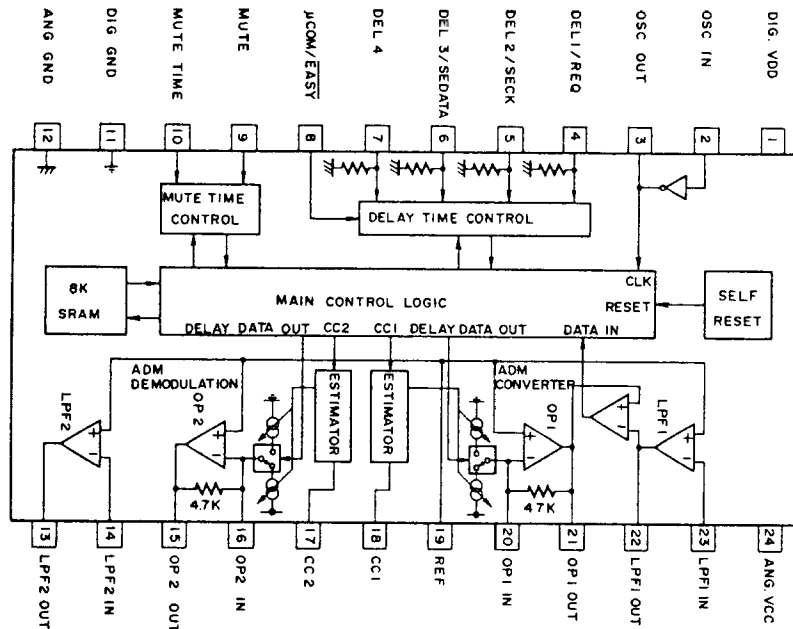 ANG GND
DIG GND
MUTE TIME
MUTE
μCOM/EASY
DEL 4
DEL 3/SEDATA
DEL 2/SECK
DEL 1/REQ
OSC OUT
OSC IN
DIG. VDD
12
11
10
9
8
7
6
5
4
3
2
1
MUTE TIME
CONTROL
DELAY TIME CONTROL
8K
SRAM
MAIN CONTROL LOGIC
CLK
RESET
SELF
RESET
DELAY DATA OUT
CC2
CC1
DELAY DATA OUT
DATA IN
ADM
DEMODULATION
ADM
CONVERTER
LPF2
OP2
ESTIMATOR
ESTIMATOR
OP1
LPF1
+
-
+
-
+
-
+
-
+
-
4.7K
4.7K
13
14
15
16
17
18
19
20
21
22
23
24
LPF2 OUT
LPF2 IN
OP2 OUT
OP2 IN
CC2
CC1
REF
OP1 IN
OP1 OUT
LPF1 OUT
LPF1 IN
ANG. VCC